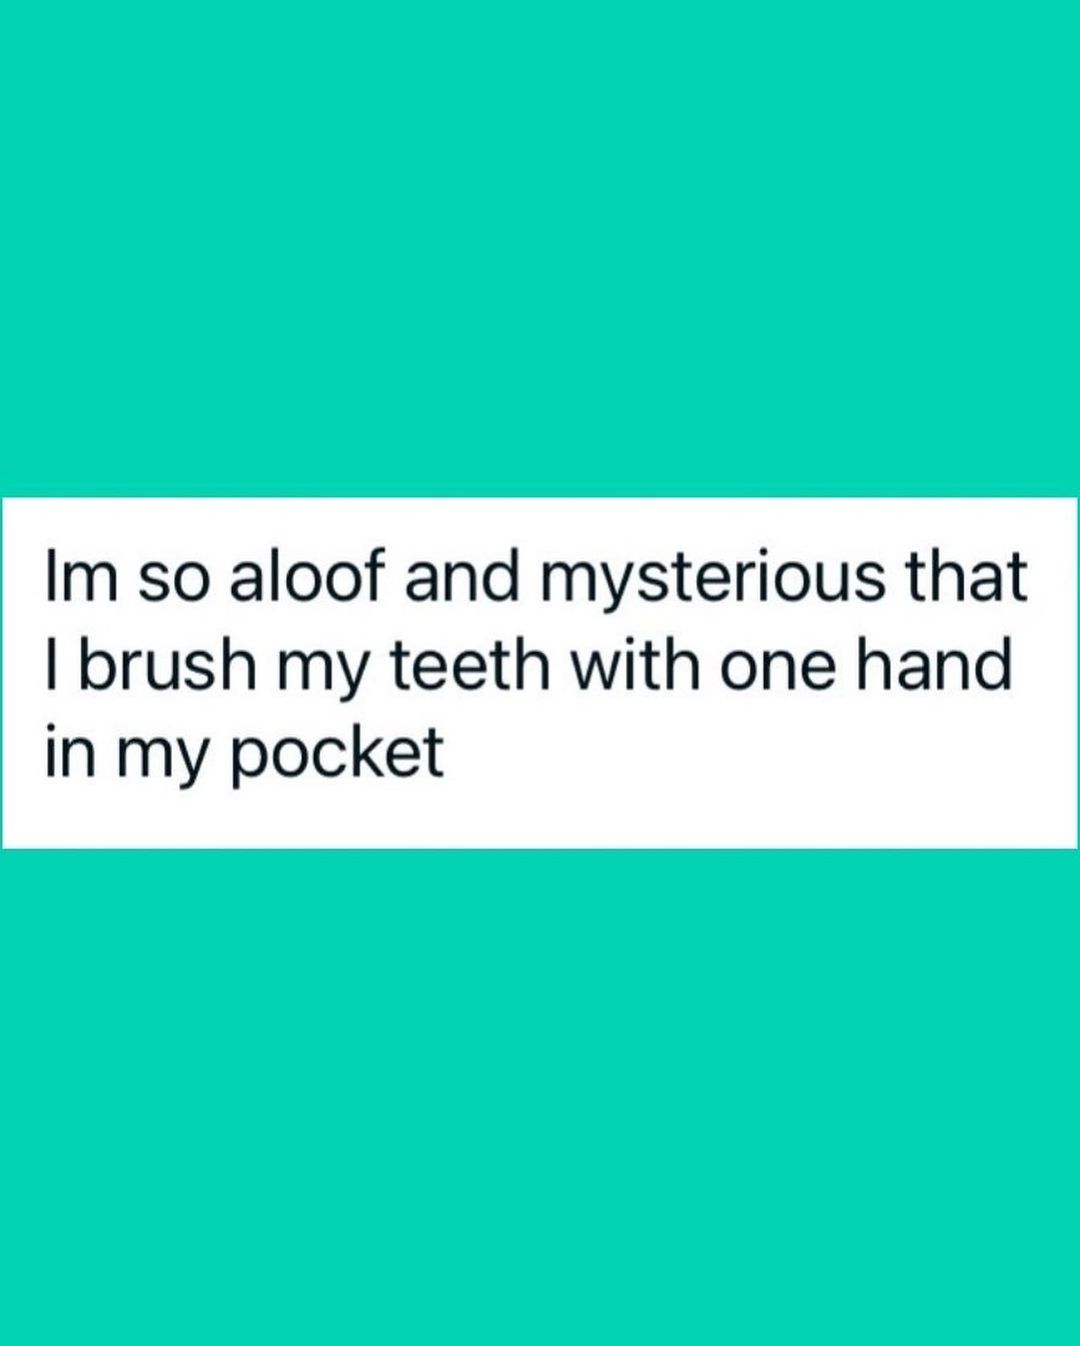 Im so aloof and mysterious that
I brush my teeth with one hand
in my pocket